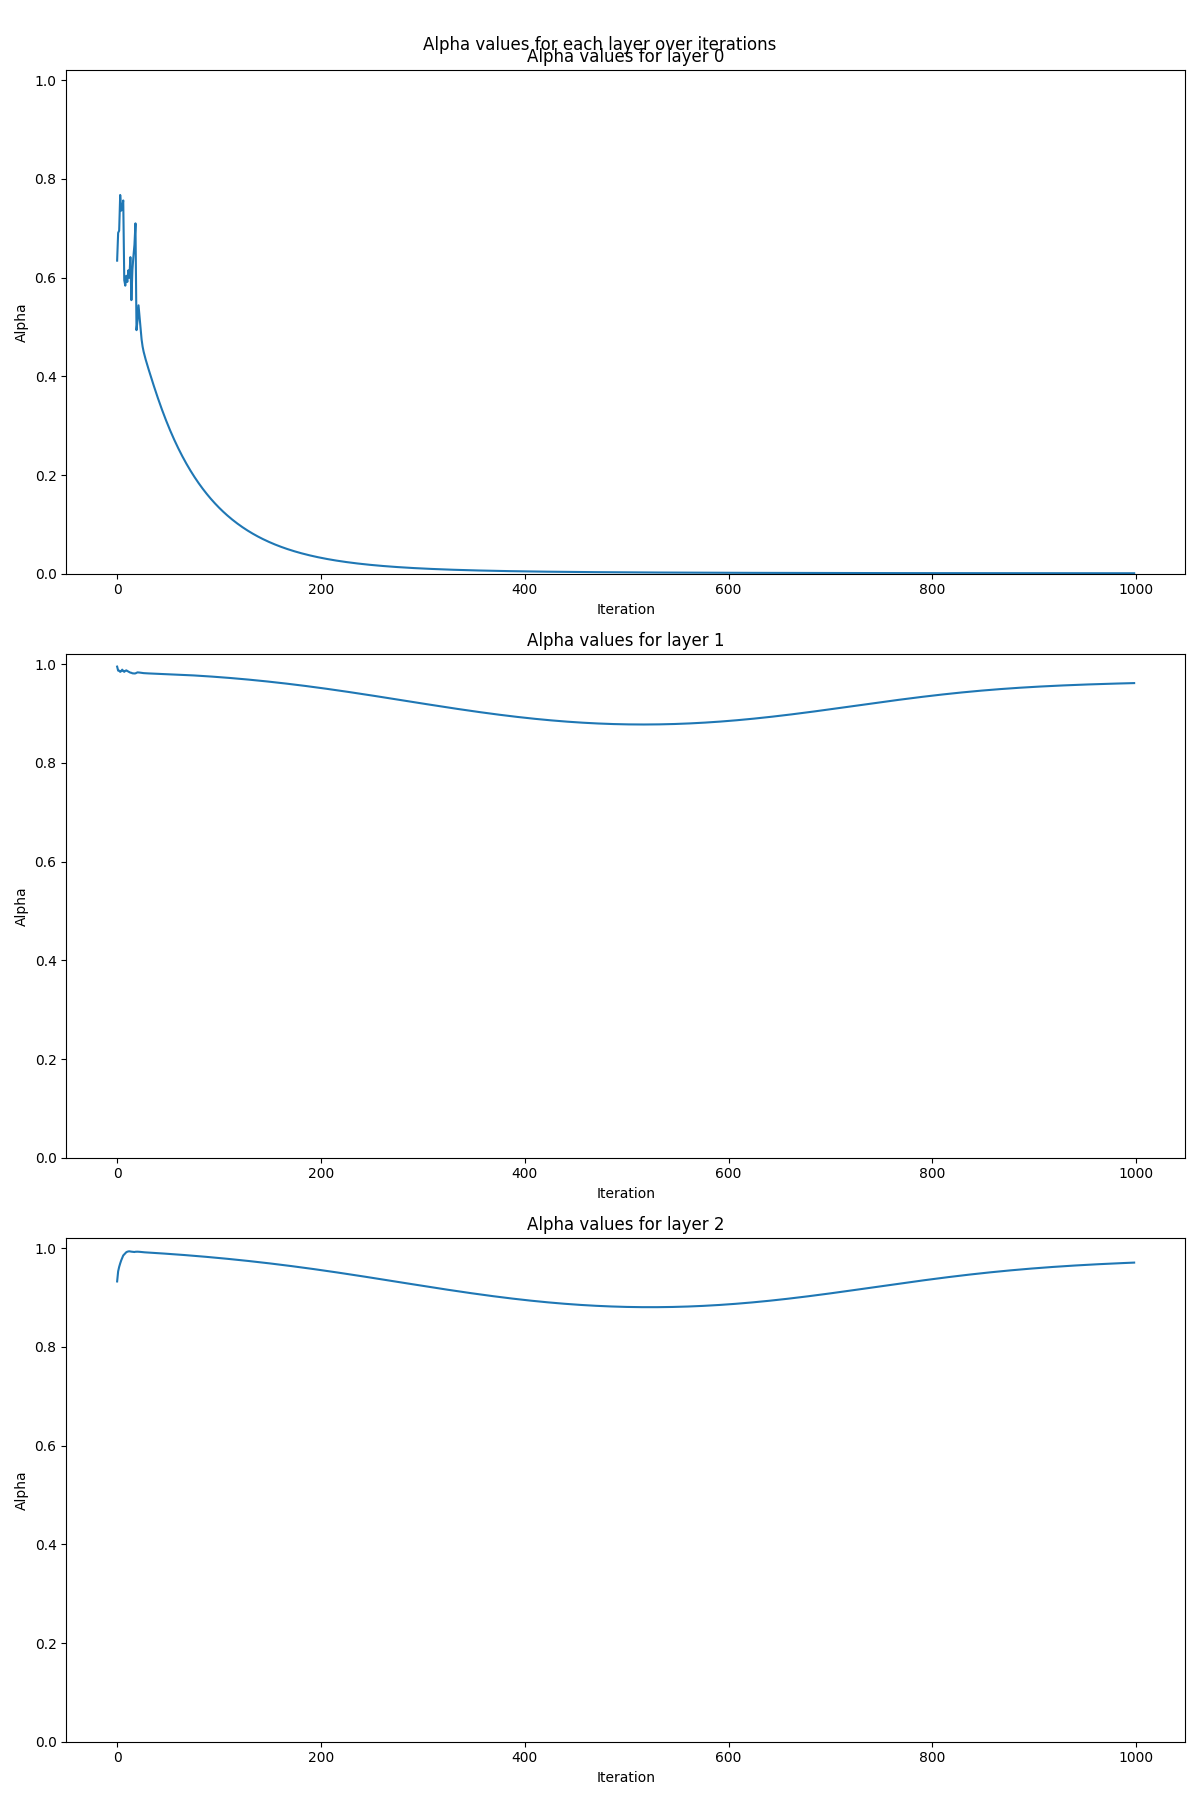 Alpha values for each layer over iterations
Alpha values for layer 0
1.0
0.8
0.6
0.4
0.2
0.0
Alpha
0 200 400 600 800 1000
Iteration
Alpha values for layer 1
1.0
0.8
0.6
0.4
0.2
0.0
Alpha
0 200 400 600 800 1000
Iteration
Alpha values for layer 2
1.0
0.8
0.6
0.4
0.2
0.0
Alpha
0 200 400 600 800 1000
Iteration